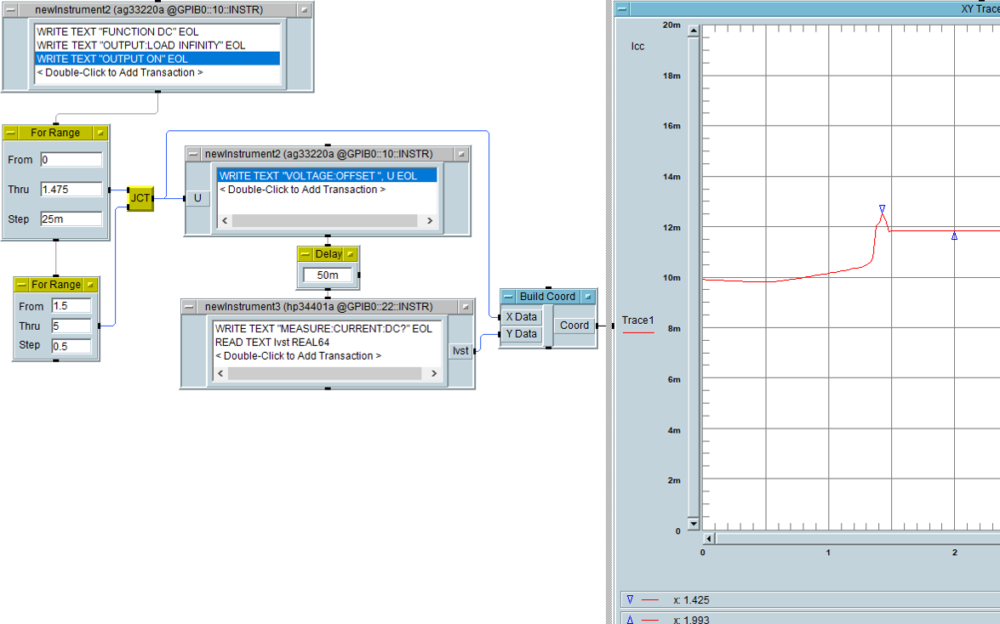 newInstrument2 (ag33220a @GPIB0::10::INSTR)
WRITE TEXT "FUNCTION DC" EOL
WRITE TEXT "OUTPUT:LOAD INFINITY" EOL
WRITE TEXT "OUTPUT ON" EOL
< Double-Click to Add Transaction >
For Range
From 0
Thru 1.475
Step 25m
For Range
From 1.5
Thru 5
Step 0.5
JCT
newInstrument2 (ag33220a @GPIB0::10::INSTR)
U
WRITE TEXT "VOLTAGE:OFFSET ", U EOL
< Double-Click to Add Transaction >
Delay
50m
newInstrument3 (hp34401a @GPIB0::22::INSTR)
WRITE TEXT "MEASURE:CURRENT:DC?" EOL
READ TEXT Ivst REAL64
< Double-Click to Add Transaction >
Ivst
Build Coord
X Data
Y Data
Coord
XY Trace
Icc
Trace1
20m
18m
16m
14m
12m
10m
8m
6m
4m
2m
0
0 1 2
x: 1.425
x: 1.993